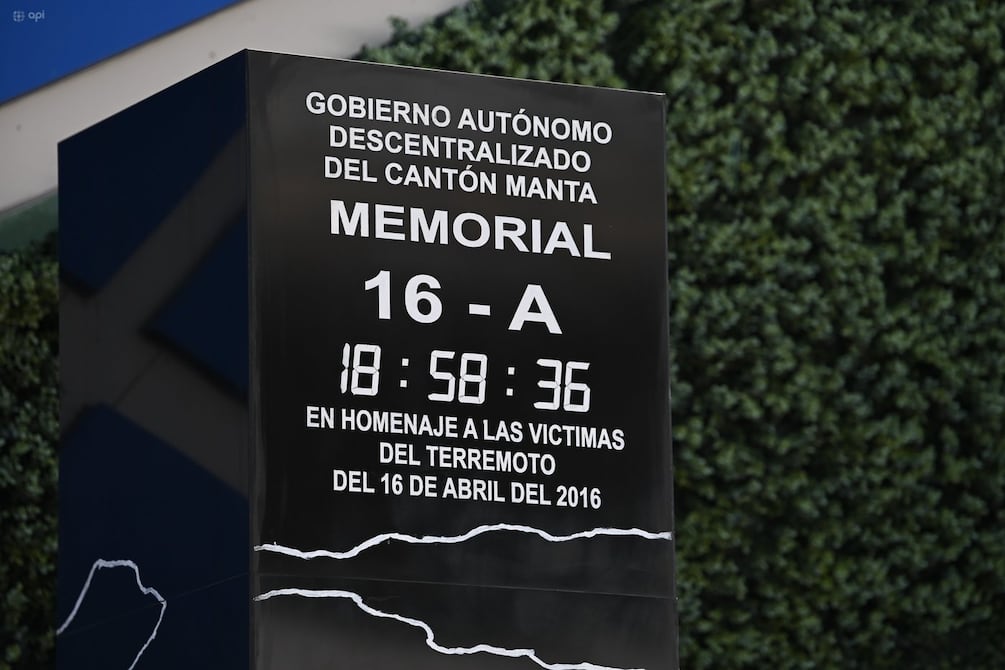 api
GOBIERNO AUTÓNOMO
DESCENTRALIZADO
DEL CANTÓN MANTA
MEMORIAL
16 - A
18 : 58 : 36
EN HOMENAJE A LAS VICTIMAS
DEL TERREMOTO
DEL 16 DE ABRIL DEL 2016